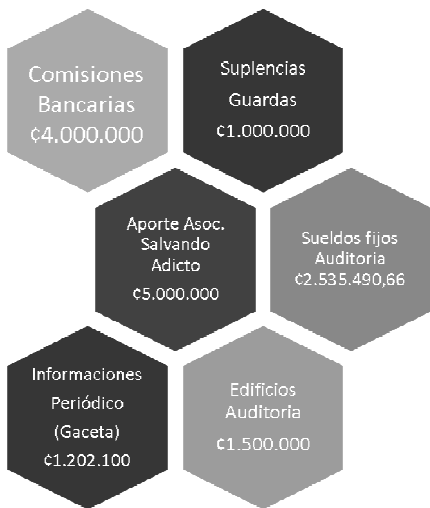 Comisiones
Bancarias
¢4.000.000
Suplencias
Guardas
¢1.000.000
Aporte Asoc.
Salvando
Adicto
¢5.000.000
Sueldos fijos
Auditoria
¢2.535.490,66
Informaciones
Periódico
(Gaceta)
¢1.202.100
Edificios
Auditoria
¢1.500.000